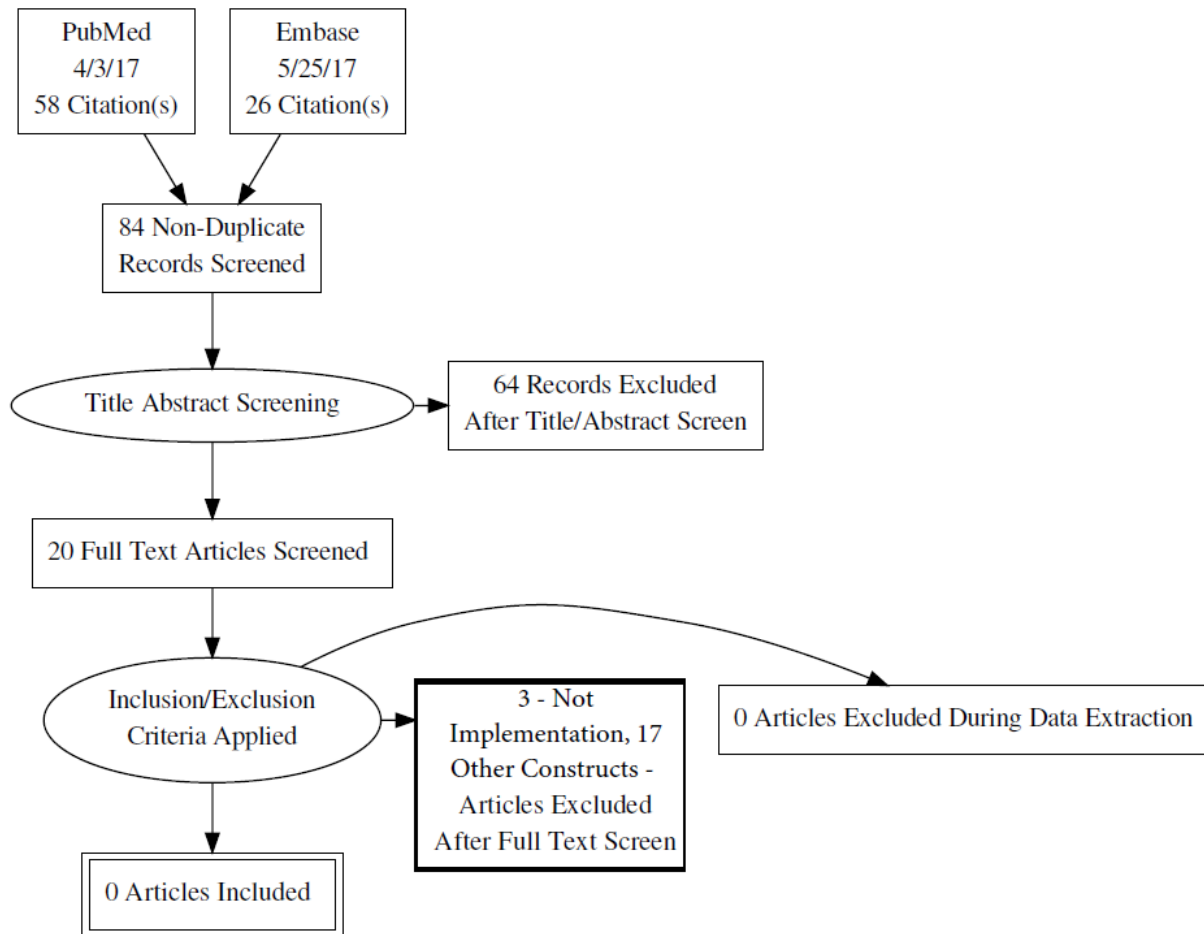 PubMed
4/3/17
58 Citation(s)
Embase
5/25/17
26 Citation(s)
84 Non-Duplicate
Records Screened
Title Abstract Screening
64 Records Excluded
After Title/Abstract Screen
20 Full Text Articles Screened
Inclusion/Exclusion
Criteria Applied
3 - Not
Implementation, 17
Other Constructs -
Articles Excluded
After Full Text Screen
0 Articles Excluded During Data Extraction
0 Articles Included